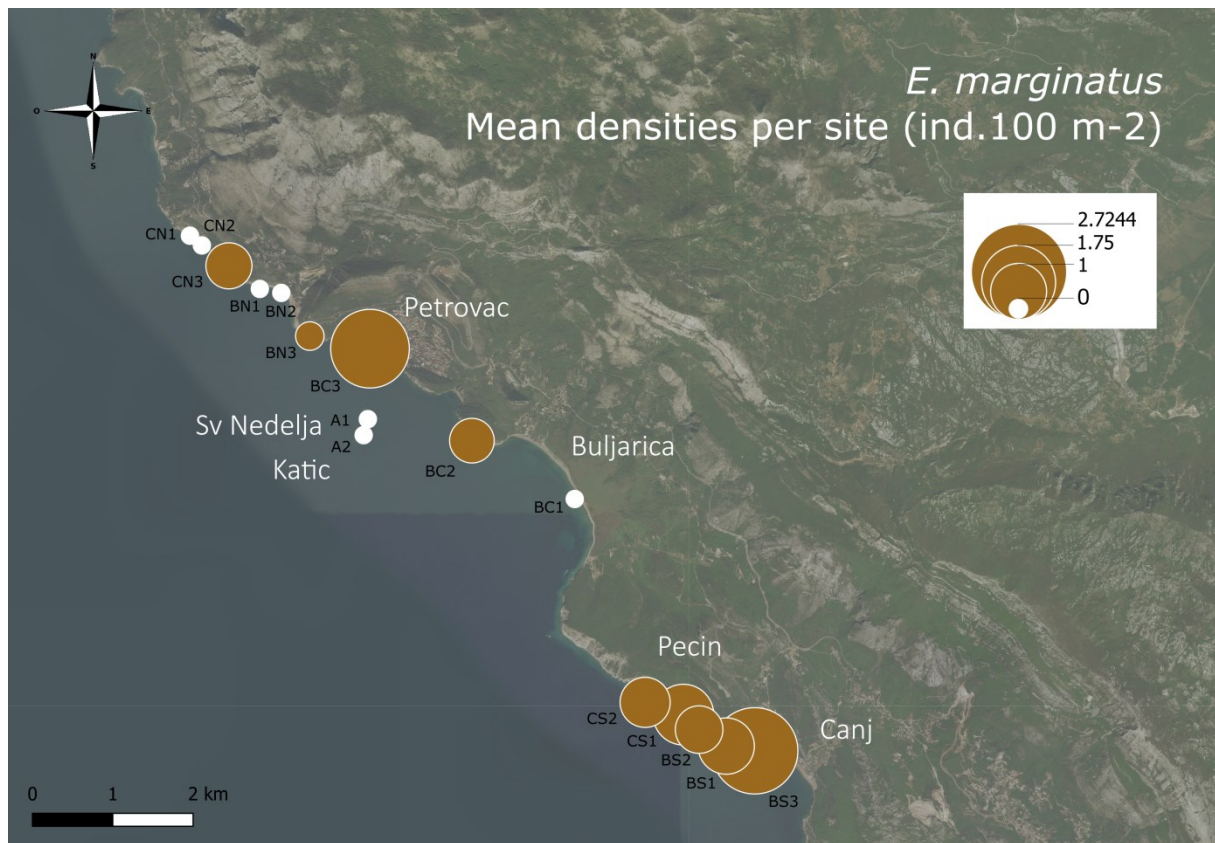 N
O
E
S
E. marginatus
Mean densities per site (ind.100 m-2)
2.7244
1.75
1
0
CN1
CN2
CN3
BN1
BN2
BN3
Petrovac
BC3
A1
Sv Nedelja
A2
Katic
BC2
Buljarica
BC1
Pecin
CS2
CS1
BS2
BS1
BS3
Canj
0 1 2 km